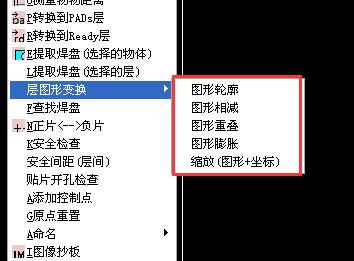 P转换到PADs层
R转换到Ready层
E提取焊盘(选择的物体)
L提取焊盘(选择的层)
层图形变换
F查找焊盘
N正片<-->负片
K安全检查
安全间距(层间)
贴片开孔检查
A添加控制点
G原点重置
A命名
I图像抄板
图形轮廓
图形相减
图形重叠
图形膨胀
缩放(图形+坐标)